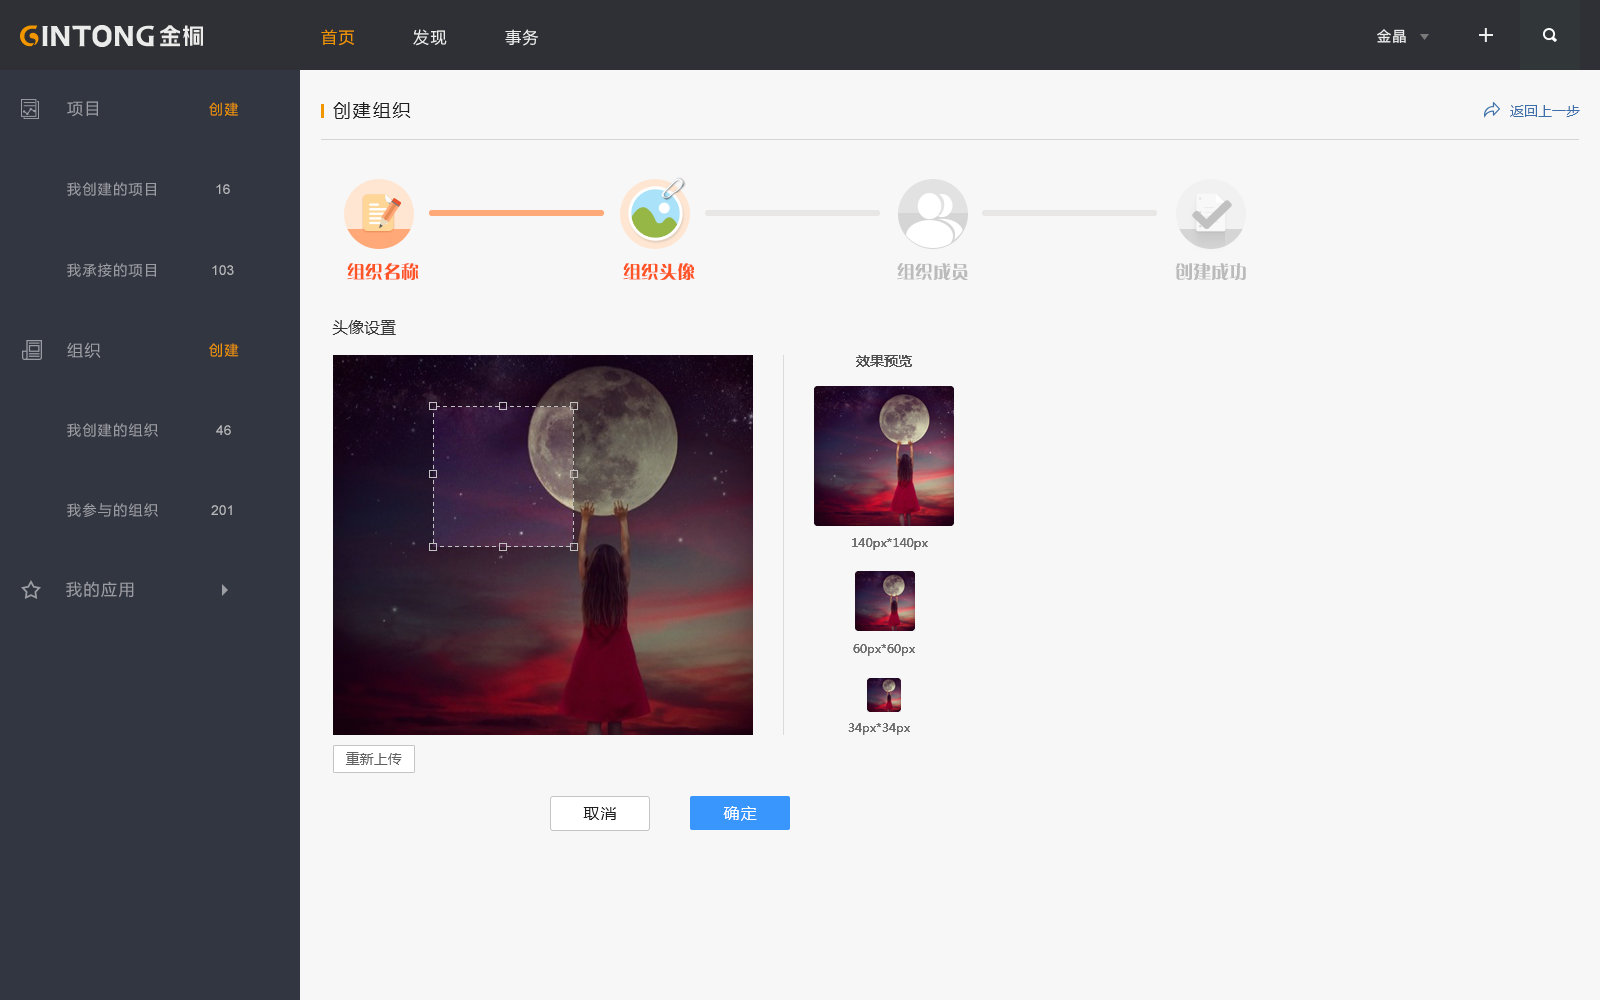 GINTONG金桐
首页 发现 事务
金晶
项目 创建
我创建的项目 16
我承接的项目 103
组织 创建
我创建的组织 46
我参与的组织 201
我的应用
创建组织
返回上一步
组织名称 组织头像 组织成员 创建成功
头像设置
效果预览
140px*140px
60px*60px
34px*34px
重新上传
取消 确定